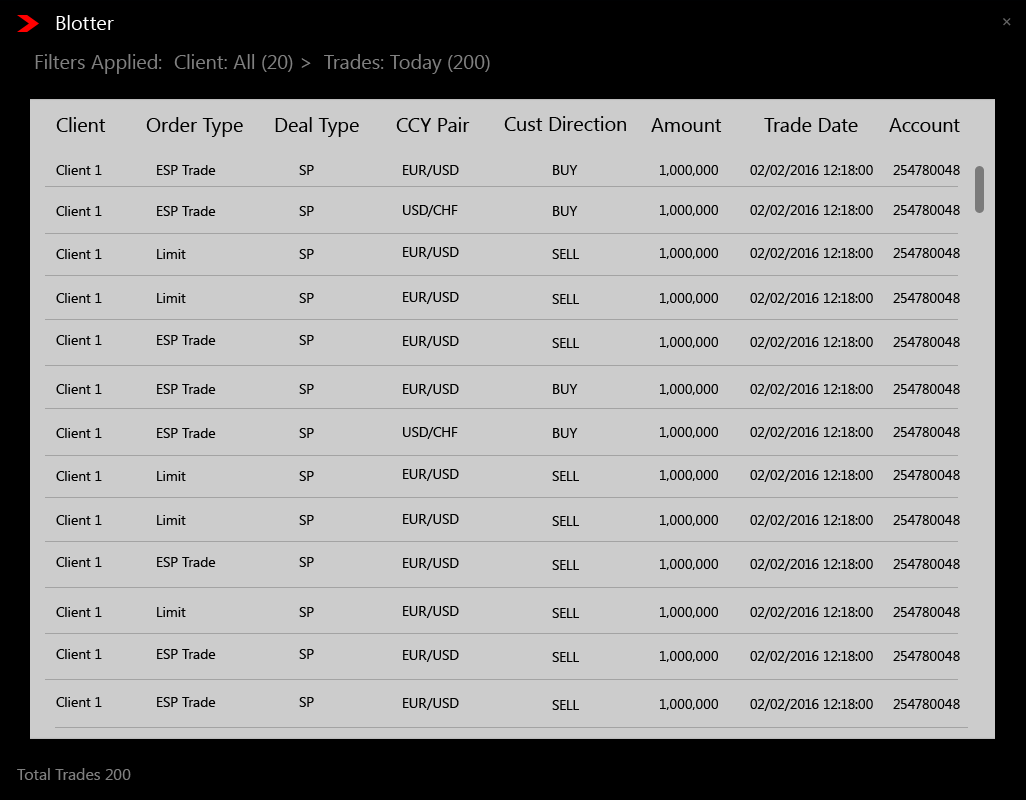 Blotter ×
Filters Applied: Client: All (20) > Trades: Today (200)
Client Order Type Deal Type CCY Pair Cust Direction Amount Trade Date Account
Client 1 ESP Trade SP EUR/USD BUY 1,000,000 02/02/2016 12:18:00 254780048
Client 1 ESP Trade SP USD/CHF BUY 1,000,000 02/02/2016 12:18:00 254780048
Client 1 Limit SP EUR/USD SELL 1,000,000 02/02/2016 12:18:00 254780048
Client 1 Limit SP EUR/USD SELL 1,000,000 02/02/2016 12:18:00 254780048
Client 1 ESP Trade SP EUR/USD SELL 1,000,000 02/02/2016 12:18:00 254780048
Client 1 ESP Trade SP EUR/USD BUY 1,000,000 02/02/2016 12:18:00 254780048
Client 1 ESP Trade SP USD/CHF BUY 1,000,000 02/02/2016 12:18:00 254780048
Client 1 Limit SP EUR/USD SELL 1,000,000 02/02/2016 12:18:00 254780048
Client 1 Limit SP EUR/USD SELL 1,000,000 02/02/2016 12:18:00 254780048
Client 1 ESP Trade SP EUR/USD SELL 1,000,000 02/02/2016 12:18:00 254780048
Client 1 Limit SP EUR/USD SELL 1,000,000 02/02/2016 12:18:00 254780048
Client 1 ESP Trade SP EUR/USD SELL 1,000,000 02/02/2016 12:18:00 254780048
Client 1 ESP Trade SP EUR/USD SELL 1,000,000 02/02/2016 12:18:00 254780048
Total Trades 200